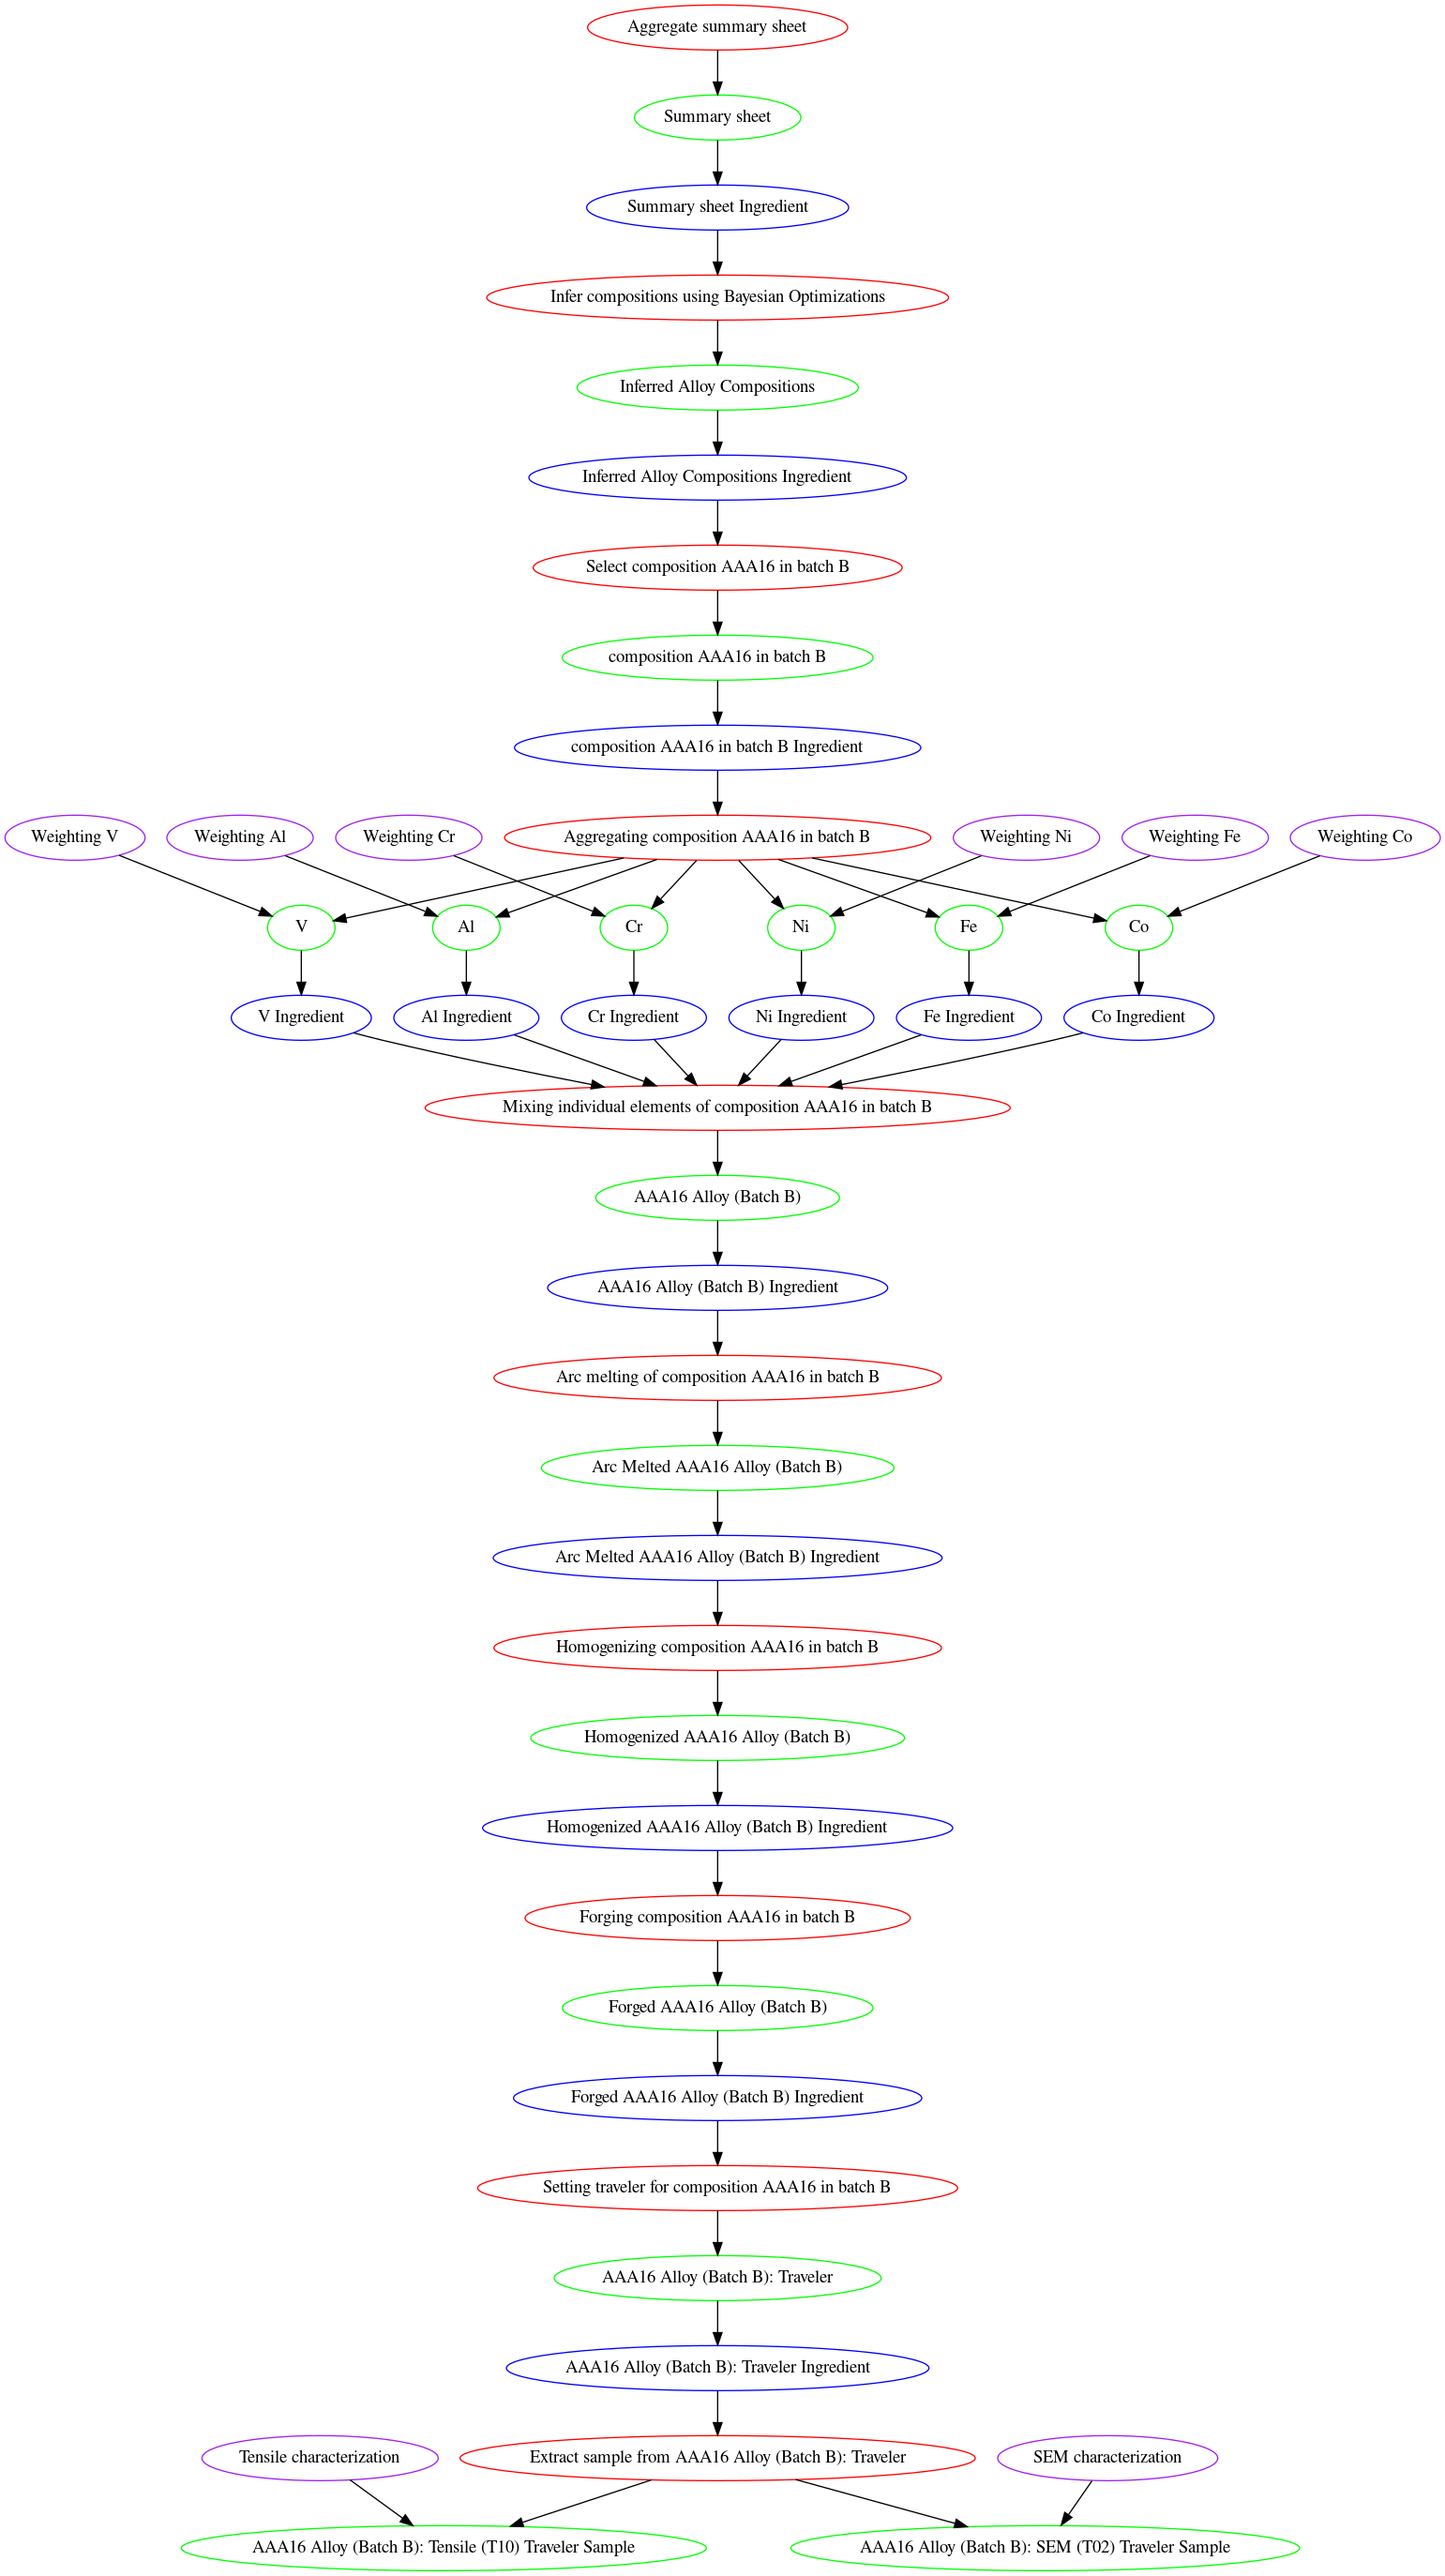 Aggregate summary sheet
Summary sheet
Summary sheet Ingredient
Infer compositions using Bayesian Optimizations
Inferred Alloy Compositions
Inferred Alloy Compositions Ingredient
Select composition AAA16 in batch B
composition AAA16 in batch B
composition AAA16 in batch B Ingredient
Weighting V
Weighting Al
Weighting Cr
Aggregating composition AAA16 in batch B
Weighting Ni
Weighting Fe
Weighting Co
V
Al
Cr
Ni
Fe
Co
V Ingredient
Al Ingredient
Cr Ingredient
Ni Ingredient
Fe Ingredient
Co Ingredient
Mixing individual elements of composition AAA16 in batch B
AAA16 Alloy (Batch B)
AAA16 Alloy (Batch B) Ingredient
Arc melting of composition AAA16 in batch B
Arc Melted AAA16 Alloy (Batch B)
Arc Melted AAA16 Alloy (Batch B) Ingredient
Homogenizing composition AAA16 in batch B
Homogenized AAA16 Alloy (Batch B)
Homogenized AAA16 Alloy (Batch B) Ingredient
Forging composition AAA16 in batch B
Forged AAA16 Alloy (Batch B)
Forged AAA16 Alloy (Batch B) Ingredient
Setting traveler for composition AAA16 in batch B
AAA16 Alloy (Batch B): Traveler
AAA16 Alloy (Batch B): Traveler Ingredient
Tensile characterization
Extract sample from AAA16 Alloy (Batch B): Traveler
SEM characterization
AAA16 Alloy (Batch B): Tensile (T10) Traveler Sample
AAA16 Alloy (Batch B): SEM (T02) Traveler Sample